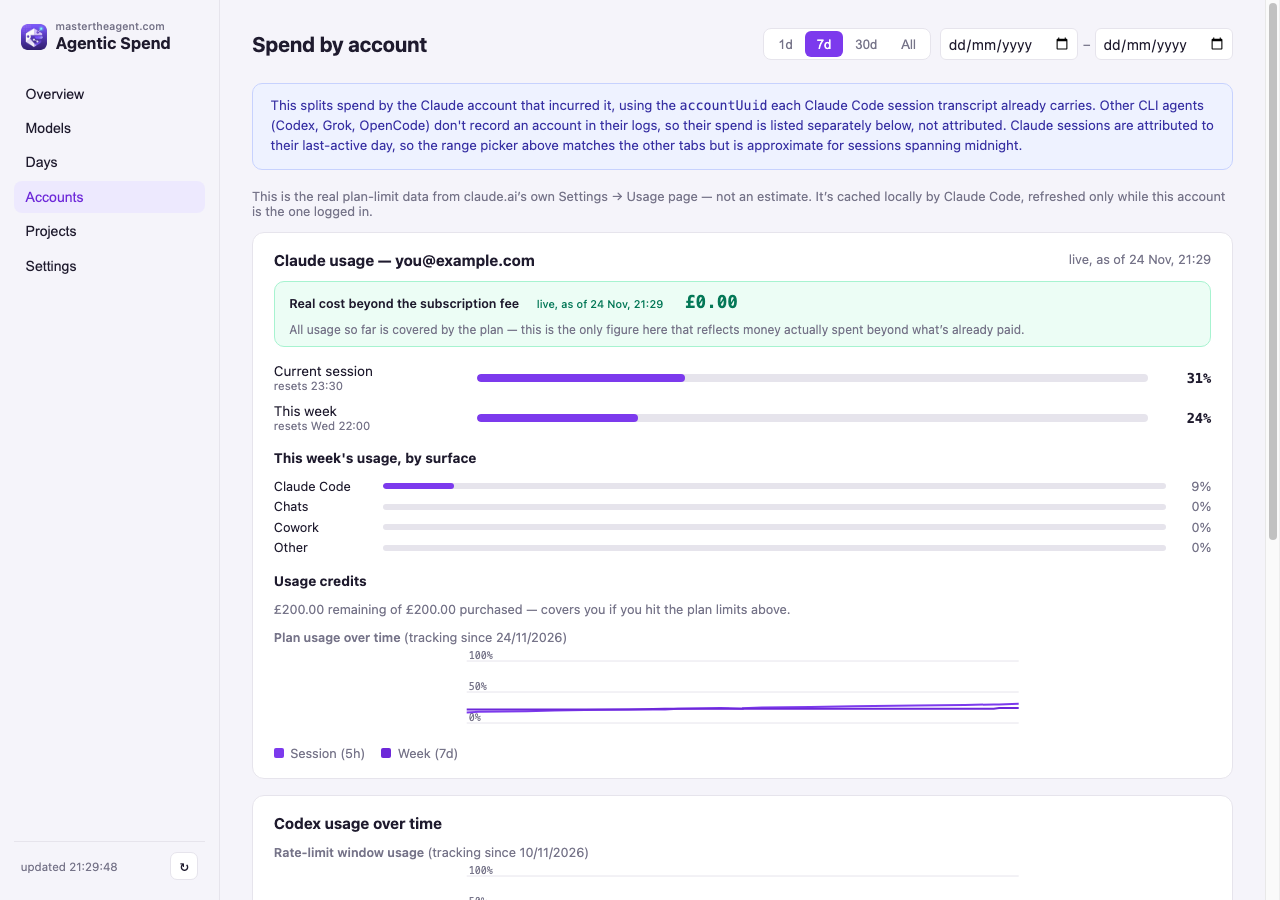 mastertheagent.com
Agentic Spend
Overview
Models
Days
Accounts
Projects
Settings
updated 21:29:48
↻
Spend by account
1d 7d 30d All dd/mm/yyyy – dd/mm/yyyy
This splits spend by the Claude account that incurred it, using the accountUuid each Claude Code session transcript already carries. Other CLI agents
(Codex, Grok, OpenCode) don't record an account in their logs, so their spend is listed separately below, not attributed. Claude sessions are attributed to
their last-active day, so the range picker above matches the other tabs but is approximate for sessions spanning midnight.
This is the real plan-limit data from claude.ai’s own Settings → Usage page — not an estimate. It’s cached locally by Claude Code, refreshed only while this account
is the one logged in.
Claude usage — you@example.com live, as of 24 Nov, 21:29
Real cost beyond the subscription fee live, as of 24 Nov, 21:29 £0.00
All usage so far is covered by the plan — this is the only figure here that reflects money actually spent beyond what’s already paid.
Current session 31%
resets 23:30
This week 24%
resets Wed 22:00
This week's usage, by surface
Claude Code 9%
Chats 0%
Cowork 0%
Other 0%
Usage credits
£200.00 remaining of £200.00 purchased — covers you if you hit the plan limits above.
Plan usage over time (tracking since 24/11/2026)
100%
50%
0%
Session (5h) Week (7d)
Codex usage over time
Rate-limit window usage (tracking since 10/11/2026)
100%